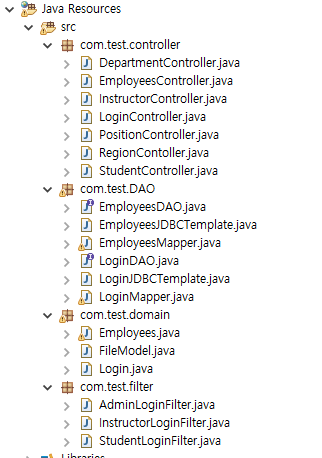 Java Resources
src
com.test.controller
DepartmentController.java
EmployeesController.java
InstructorController.java
LoginController.java
PositionController.java
RegionContoller.java
StudentController.java
com.test.DAO
EmployeesDAO.java
EmployeesJDBCTemplate.java
EmployeesMapper.java
LoginDAO.java
LoginJDBCTemplate.java
LoginMapper.java
com.test.domain
Employees.java
FileModel.java
Login.java
com.test.filter
AdminLoginFilter.java
InstructorLoginFilter.java
StudentLoginFilter.java
Libraries